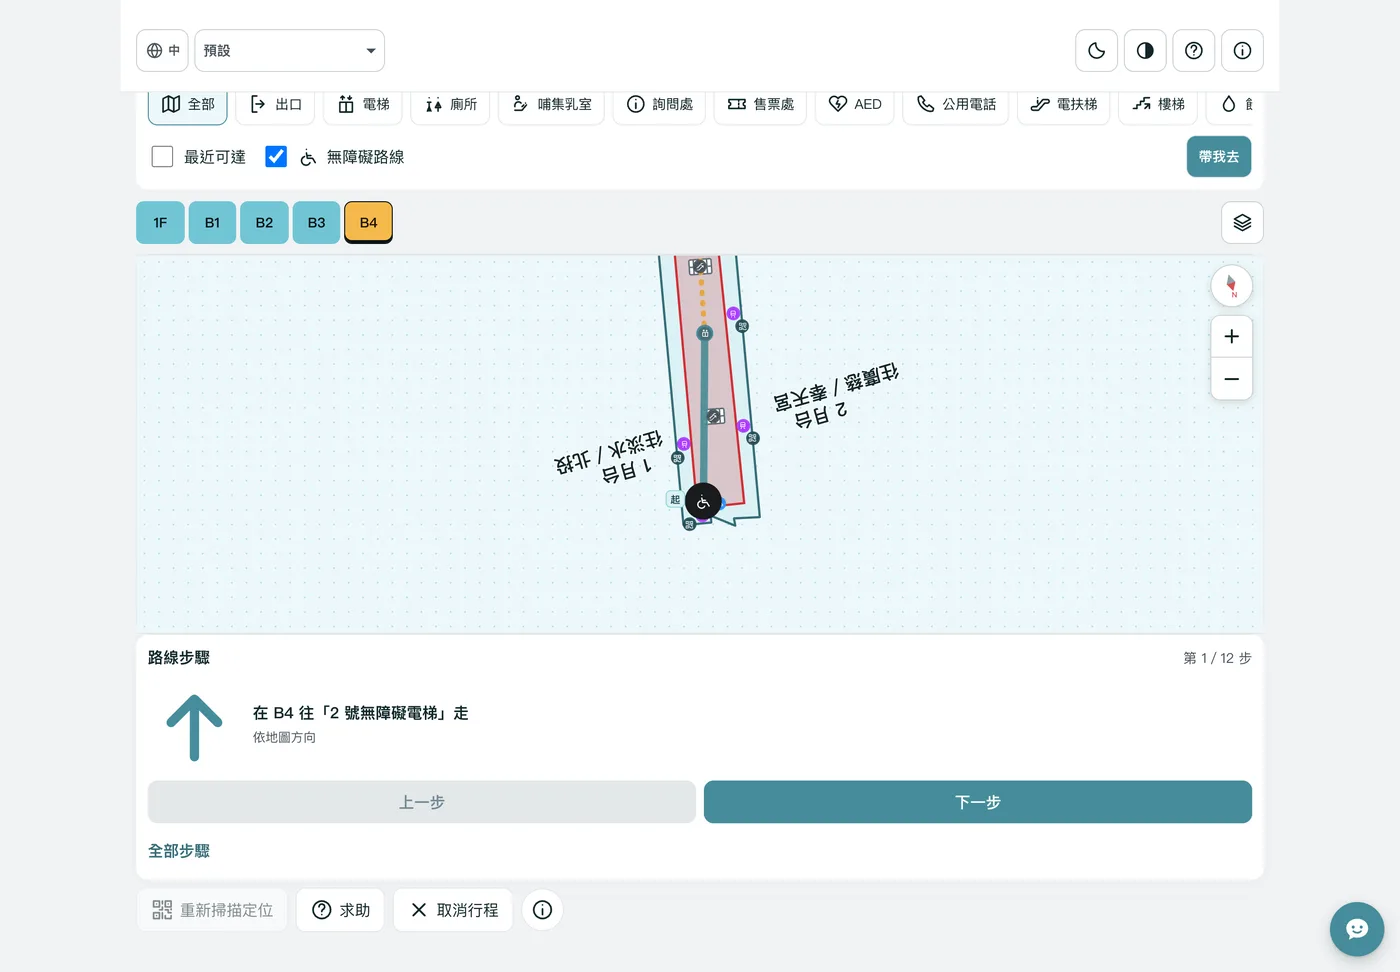 中
預設
全部
出口
電梯
廁所
哺集乳室
詢問處
售票處
AED
公用電話
電扶梯
樓梯
最近可達
無障礙路線
帶我去
1F
B1
B2
B3
B4
N
往廣慈 / 奉天宮
2 月台
往淡水 / 北投
1 月台
起
路線步驟
第 1 / 12 步
在 B4 往「2 號無障礙電梯」走
依地圖方向
上一步
下一步
全部步驟
重新掃描定位
求助
取消行程